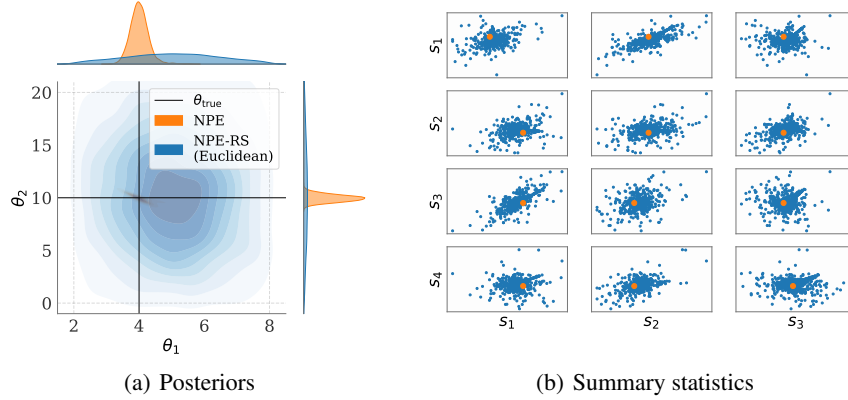 θ_true
NPE
NPE-RS
(Euclidean)
20
15
10
5
0
θ₂
2
4
6
8
θ₁
(a) Posteriors
s₁
s₂
s₃
s₄
s₁
s₂
s₃
(b) Summary statistics